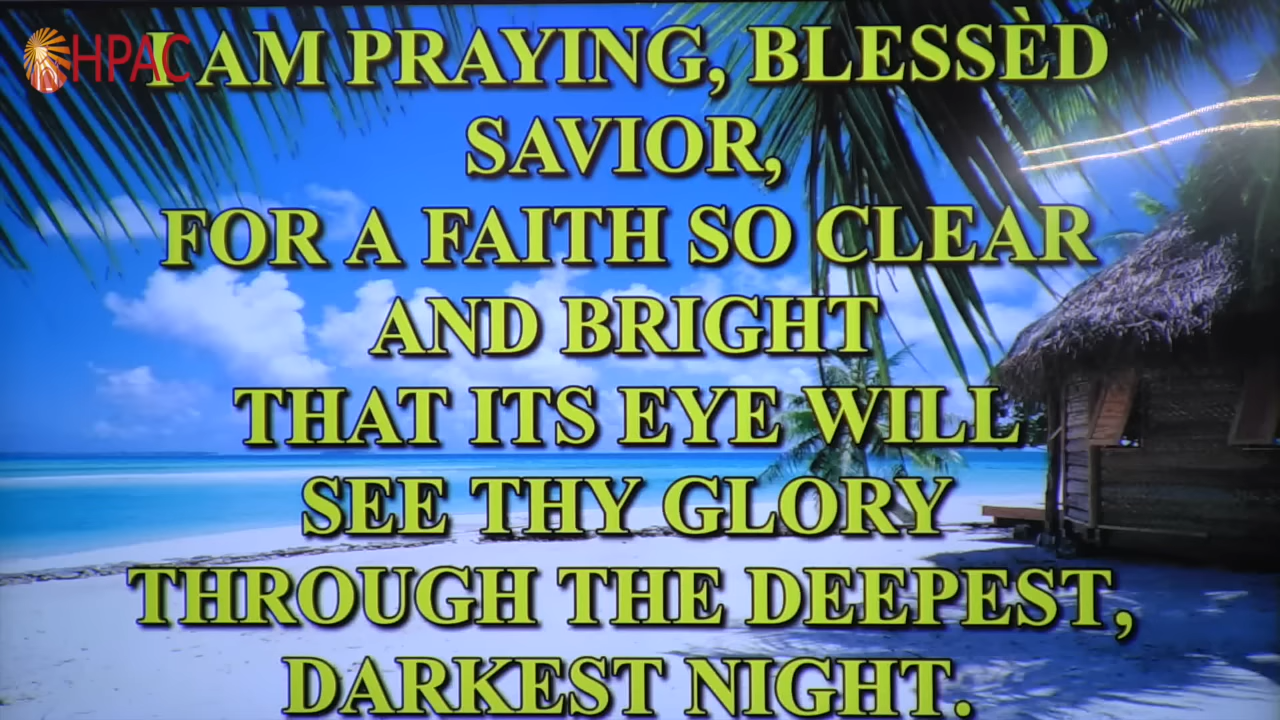 HPAC
I AM PRAYING, BLESSÈD
SAVIOR,
FOR A FAITH SO CLEAR
AND BRIGHT
THAT ITS EYE WILL
SEE THY GLORY
THROUGH THE DEEPEST,
DARKEST NIGHT.